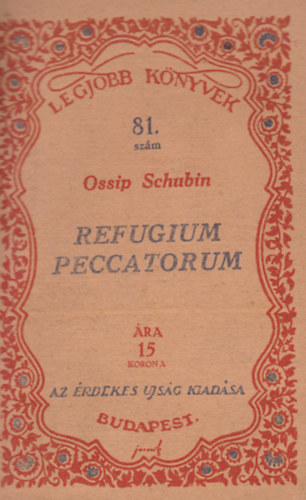 LEGJOBB KÖNYVEK
81.
szám
Ossip Schubin
REFUGIUM
PECCATORUM
ÁRA
15
KORONA
AZ ÉRDEKES UJSÁG KIADÁSA
BUDAPEST.